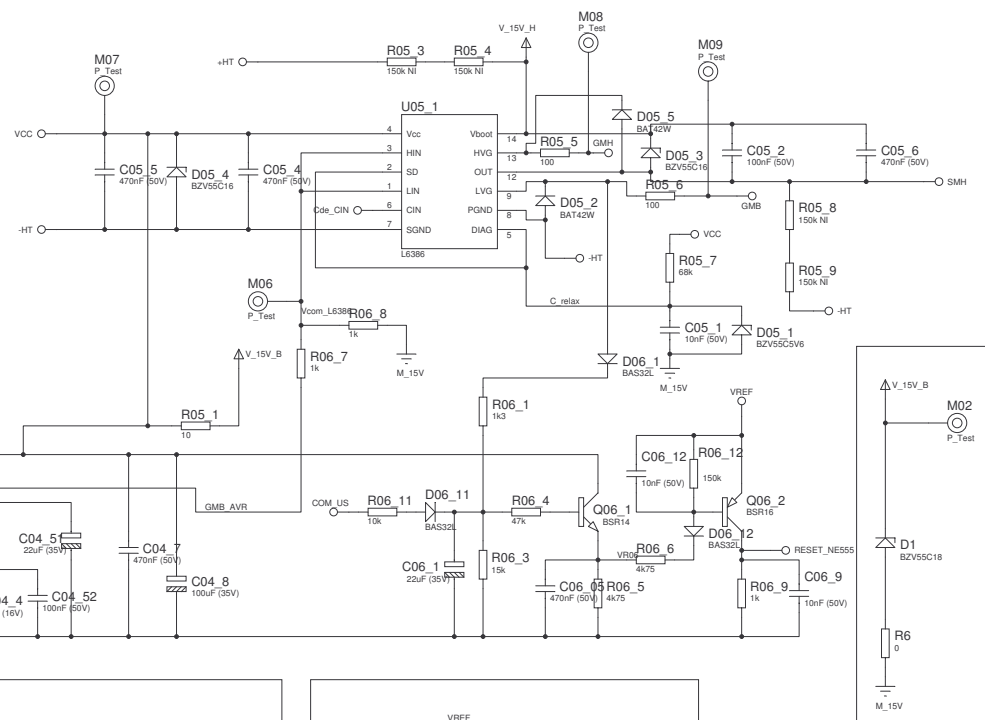 M08
P_Test
V_15V_H
M07
P_Test
+HT
R05_3
150k NI
R05_4
150k NI
M09
P_Test
U05_1
VCC
4 Vcc
3 HIN
2 SD
1 LIN
6 CIN
7 SGND
Vboot 14
HVG 13
OUT 12
LVG 9
PGND 8
DIAG 5
L6386
D05_5
BAT42W
R05_5
100
GMH
D05_3
BZV55C16
C05_2
100nF (50V)
C05_6
470nF (50V)
C05_5
470nF (50V)
D05_4
BZV55C16
C05_4
470nF (50V)
SMH
R05_6
100
GMB
D05_2
BAT42W
Cde_CIN
R05_8
150k NI
-HT
VCC
-HT
R05_7
68k
R05_9
150k NI
-HT
M06
P_Test
Vcom_L6386
R06_8
1k
C_relax
C05_1
10nF (50V)
D05_1
BZV55C5V6
V_15V_B
R06_7
1k
M_15V
D06_1
BAS32L
M_15V
V_15V_B
VREF
M02
P_Test
R05_1
10
R06_1
1k3
C06_12
10nF (50V)
R06_12
150k
GMB_AVR
COM_US
R06_11
10k
D06_11
BAS32L
R06_4
47k
Q06_1
BSR14
Q06_2
BSR16
D06_12
BAS32L
C04_51
22uF (35V)
C04_7
470nF (50V)
VR06
R06_6
4k75
RESET_NE555
D1
BZV55C18
C06_1
22uF (35V)
R06_3
15k
C04_8
100uF (35V)
C06_05
470nF (50V)
R06_5
4k75
R06_9
1k
C06_9
10nF (50V)
04_4
(16V)
C04_52
100nF (50V)
R6
0
M_15V
VREF